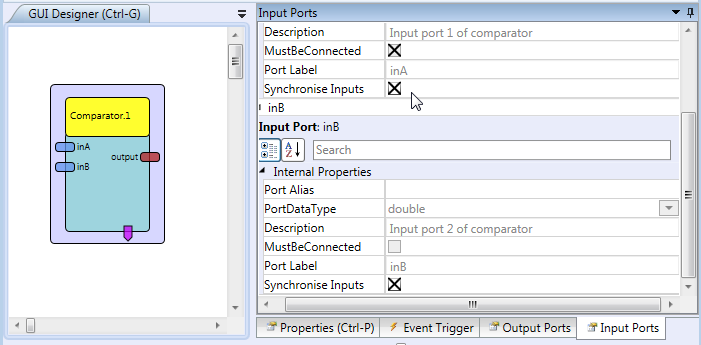 GUI Designer (Ctrl-G)
Comparator.1
inA
inB
output
Input Ports
Description Input port 1 of comparator
MustBeConnected
Port Label inA
Synchronise Inputs
inB
Input Port: inB
A Z Search
Internal Properties
Port Alias
PortDataType double
Description Input port 2 of comparator
MustBeConnected
Port Label inB
Synchronise Inputs
Properties (Ctrl-P) Event Trigger Output Ports Input Ports